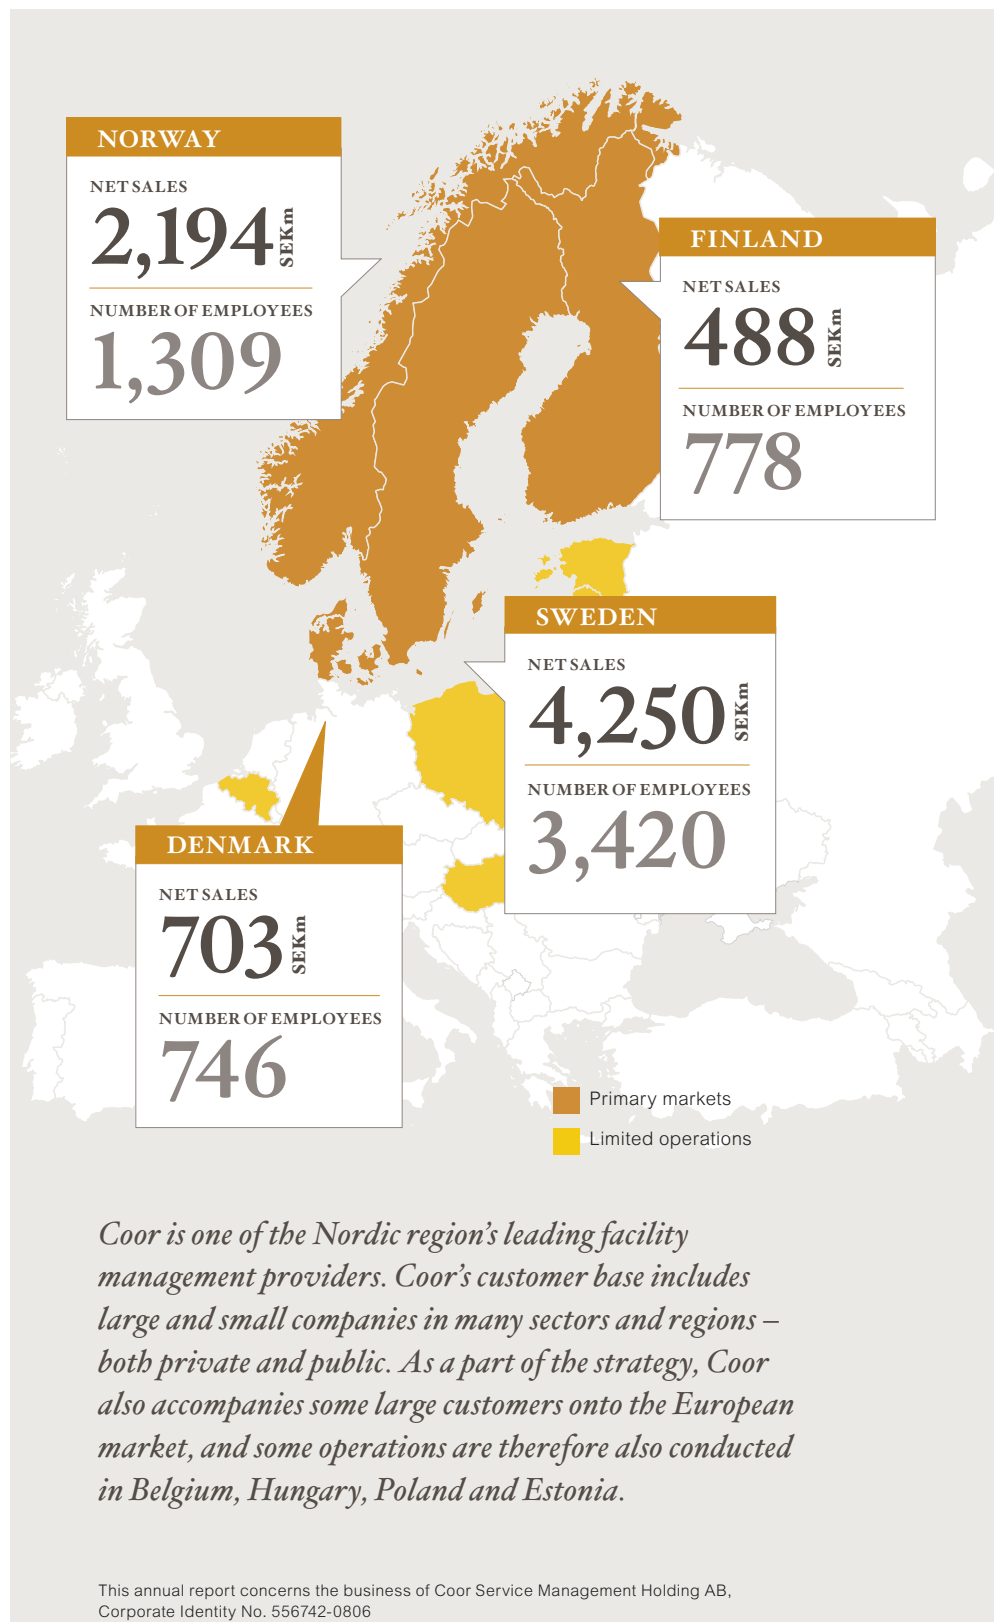 NORWAY
NET SALES
2,194 SEKm
NUMBER OF EMPLOYEES
1,309
FINLAND
NET SALES
488 SEKm
NUMBER OF EMPLOYEES
778
SWEDEN
NET SALES
4,250 SEKm
NUMBER OF EMPLOYEES
3,420
DENMARK
NET SALES
703 SEKm
NUMBER OF EMPLOYEES
746
Primary markets
Limited operations
Coor is one of the Nordic region’s leading facility
management providers. Coor’s customer base includes
large and small companies in many sectors and regions –
both private and public. As a part of the strategy, Coor
also accompanies some large customers onto the European
market, and some operations are therefore also conducted
in Belgium, Hungary, Poland and Estonia.
This annual report concerns the business of Coor Service Management Holding AB,
Corporate Identity No. 556742-0806